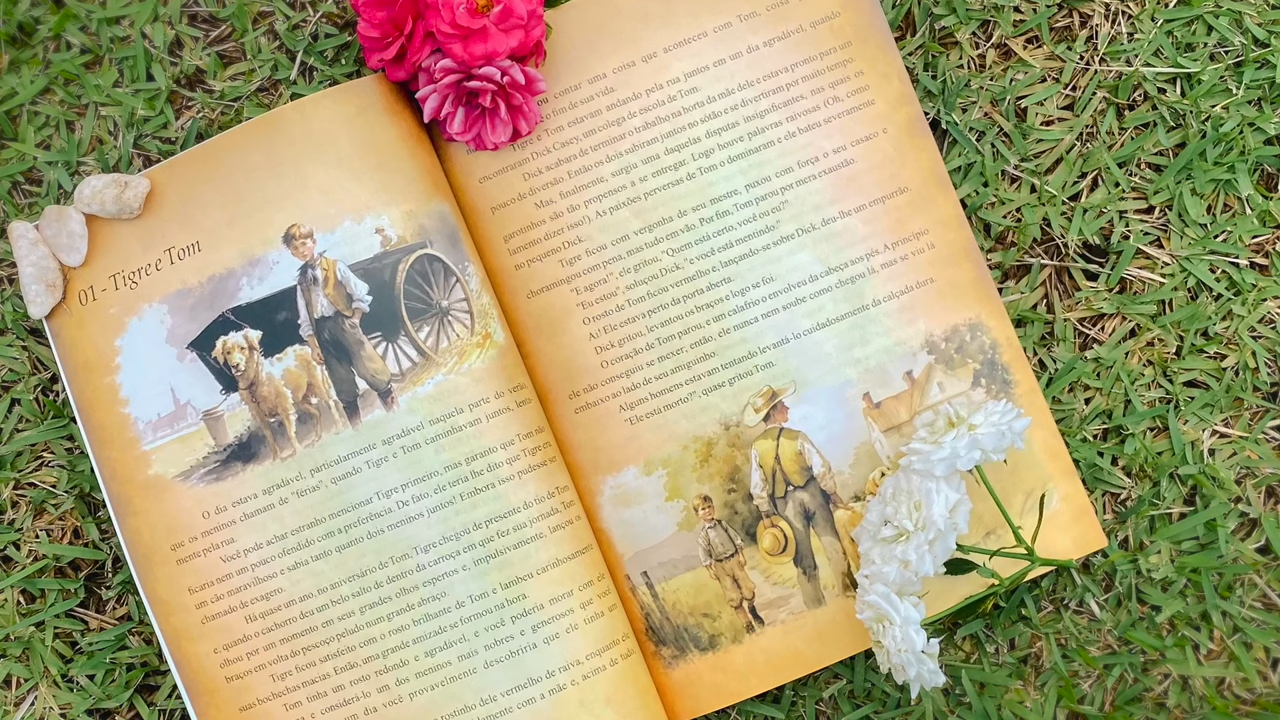 01 - Tigre e Tom
O dia estava agradável, particularmente agradável naquela parte do verão
que os meninos chamam de "férias", quando Tigre e Tom caminhavam juntos,
mente pela rua.
Você pode achar estranho mencionar Tigre primeiro, mas garanto que Tom não
ficaria nem um pouco ofendido com a preferência. De fato, ele teria lhe dito que Tigre era
um cão maravilhoso e sabia tanto quanto dois meninos juntos! Embora isso pudesse ser
chamado de exagero.
Há quase um ano, no aniversário de Tom, Tigre chegou de presente do tio de Tom
e, quando o cachorro deu um belo salto de dentro da carroça em que fez sua jornada, Tom
olhou por um momento em seus grandes olhos espertos e, impulsivamente, lançou os
braços em volta do pescoço peludo num grande abraço.
Tigre ficou satisfeito com o rosto brilhante de Tom e lambeu carinhosamente
suas bochechas macias. Então, uma grande amizade se formou na hora.
Tom tinha um rosto redondo e agradável, e você poderia morar com ele
e considerá-lo um dos meninos mais nobres e generosos que você
um dia você provavelmente descobriria que ele tinha um
rostinho dele vermelho de raiva, enquanto ele
com a mãe e, acima de tudo,
contar uma coisa que aconteceu com Tom, coisa
o fim de sua vida.
Tigre e Tom estavam andando pela rua juntos em um dia agradável, quando
encontraram Dick Casey, um colega de escola de Tom.
Dick acabara de terminar o trabalho na horta da mãe dele e estava pronto para um
pouco de diversão. Então os dois subiram juntos no sótão e se divertiram por muito tempo.
Mas, finalmente, surgiu uma daquelas disputas insignificantes, nas quais os
garotinhos são tão propensos a se entregar. Logo houve palavras raivosas (Oh, como
lamento dizer isso!). As paixões perversas de Tom o dominaram e ele bateu severamente
no pequeno Dick.
Tigre ficou com vergonha de seu mestre, puxou com força o seu casaco e
choramingou com pena, mas tudo em vão. Por fim, Tom parou por mera exaustão.
"E agora!", ele gritou. "Quem está certo, você ou eu?"
"Eu estou", soluçou Dick, "e você está mentindo."
O rosto de Tom ficou vermelho e, lançando-se sobre Dick, deu-lhe um empurrão.
Ai! Ele estava perto da porta aberta.
Dick gritou, levantou os braços e logo se foi.
O coração de Tom parou, e um calafrio o envolveu da cabeça aos pés. A princípio
ele não conseguiu se mexer; então, ele nunca nem soube como chegou lá, mas se viu lá
embaixo ao lado de seu amiguinho.
Alguns homens estavam tentando levantá-lo cuidadosamente da calçada dura.
"Ele está morto?", quase gritou Tom.